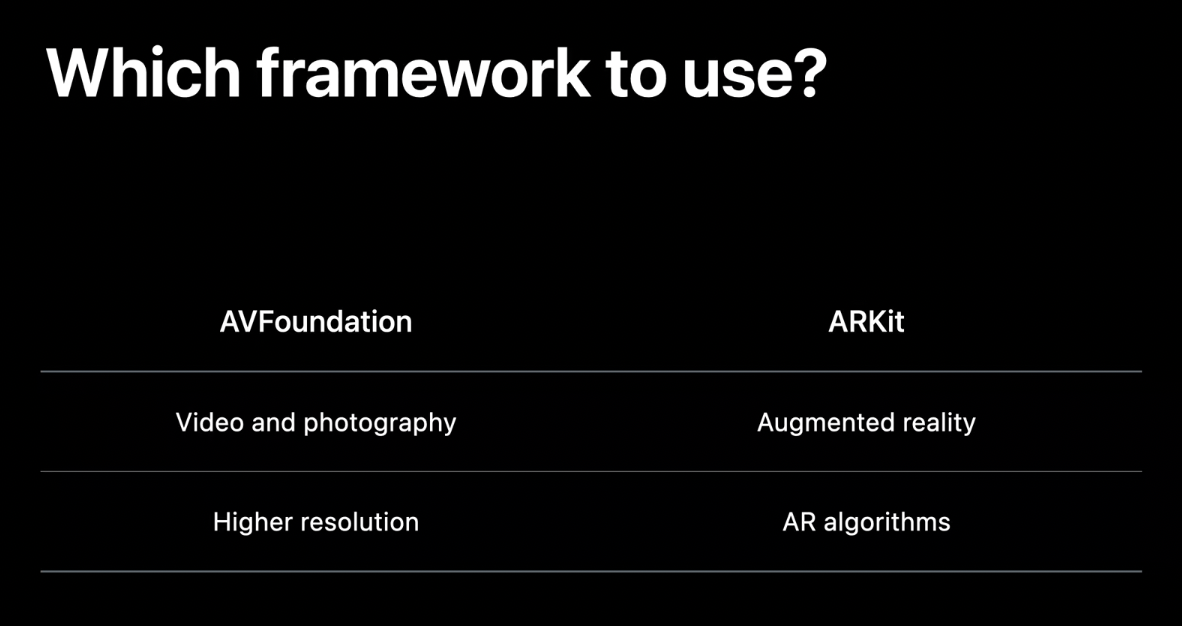 Which framework to use?
AVFoundation ARKit
Video and photography Augmented reality
Higher resolution AR algorithms